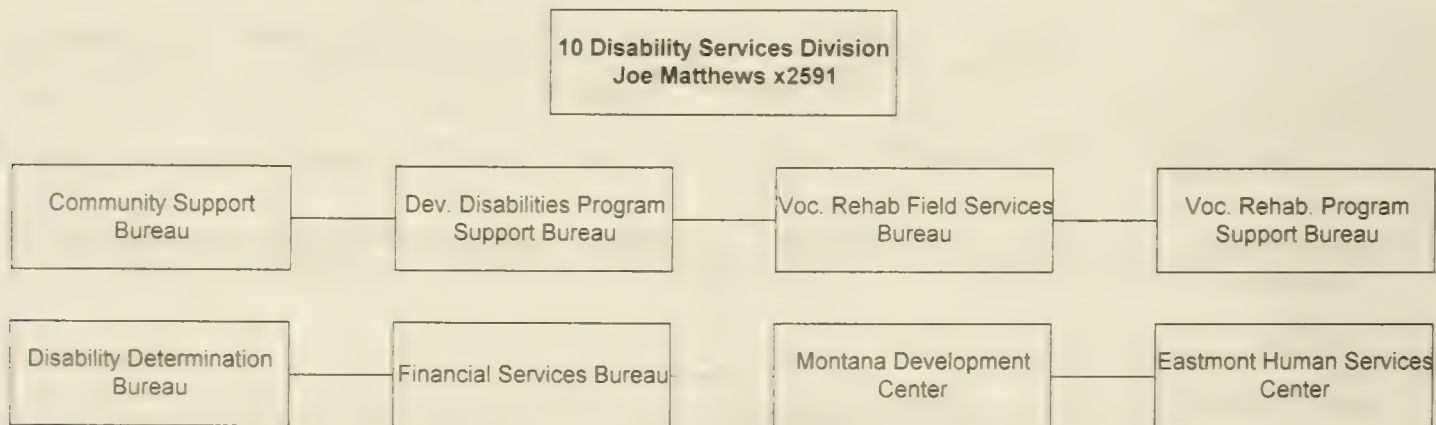 10 Disability Services Division
Joe Matthews x2591
Community Support
Bureau
Dev. Disabilities Program
Support Bureau
Voc. Rehab Field Services
Bureau
Voc. Rehab. Program
Support Bureau
Disability Determination
Bureau
Financial Services Bureau
Montana Development
Center
Eastmont Human Services
Center